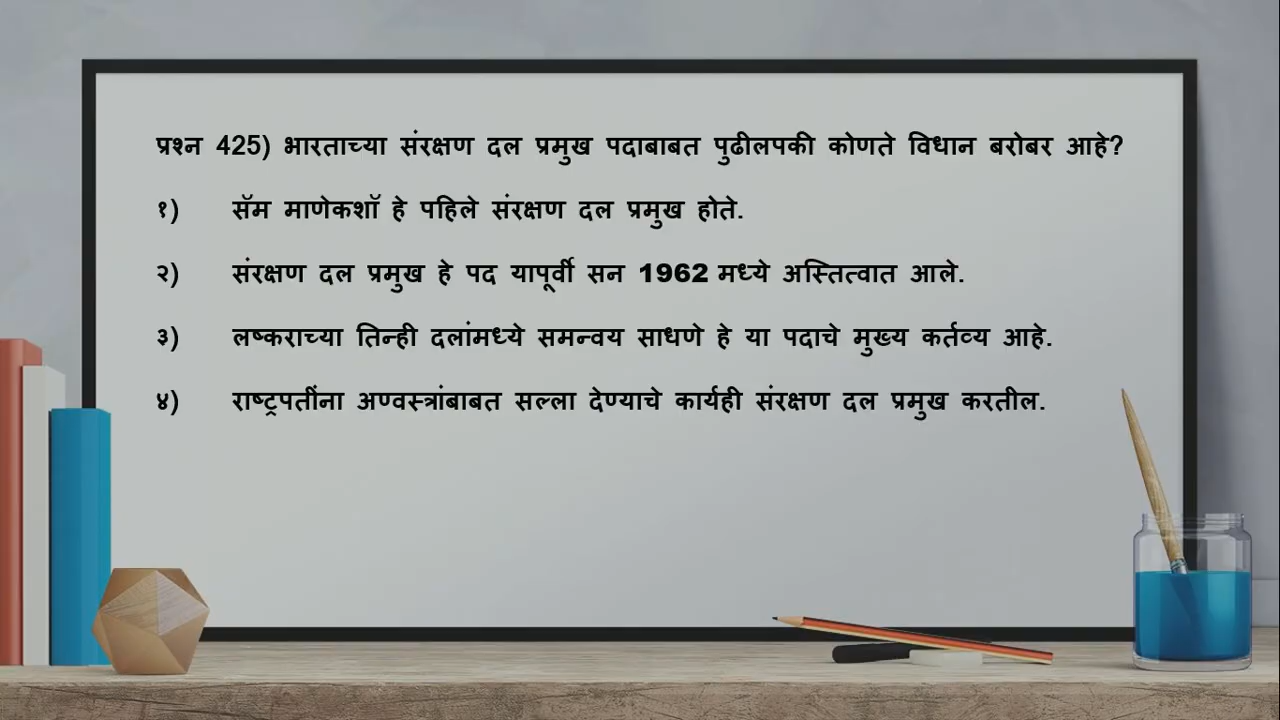 प्रश्न 425) भारताच्या संरक्षण दल प्रमुख पदाबाबत पुढीलपकी कोणते विधान बरोबर आहे?
१) सॅम माणेकशॉ हे पहिले संरक्षण दल प्रमुख होते.
२) संरक्षण दल प्रमुख हे पद यापूर्वी सन 1962 मध्ये अस्तित्वात आले.
३) लष्कराच्या तिन्ही दलांमध्ये समन्वय साधणे हे या पदाचे मुख्य कर्तव्य आहे.
४) राष्ट्रपतींना अण्वस्त्रांबाबत सल्ला देण्याचे कार्यही संरक्षण दल प्रमुख करतील.